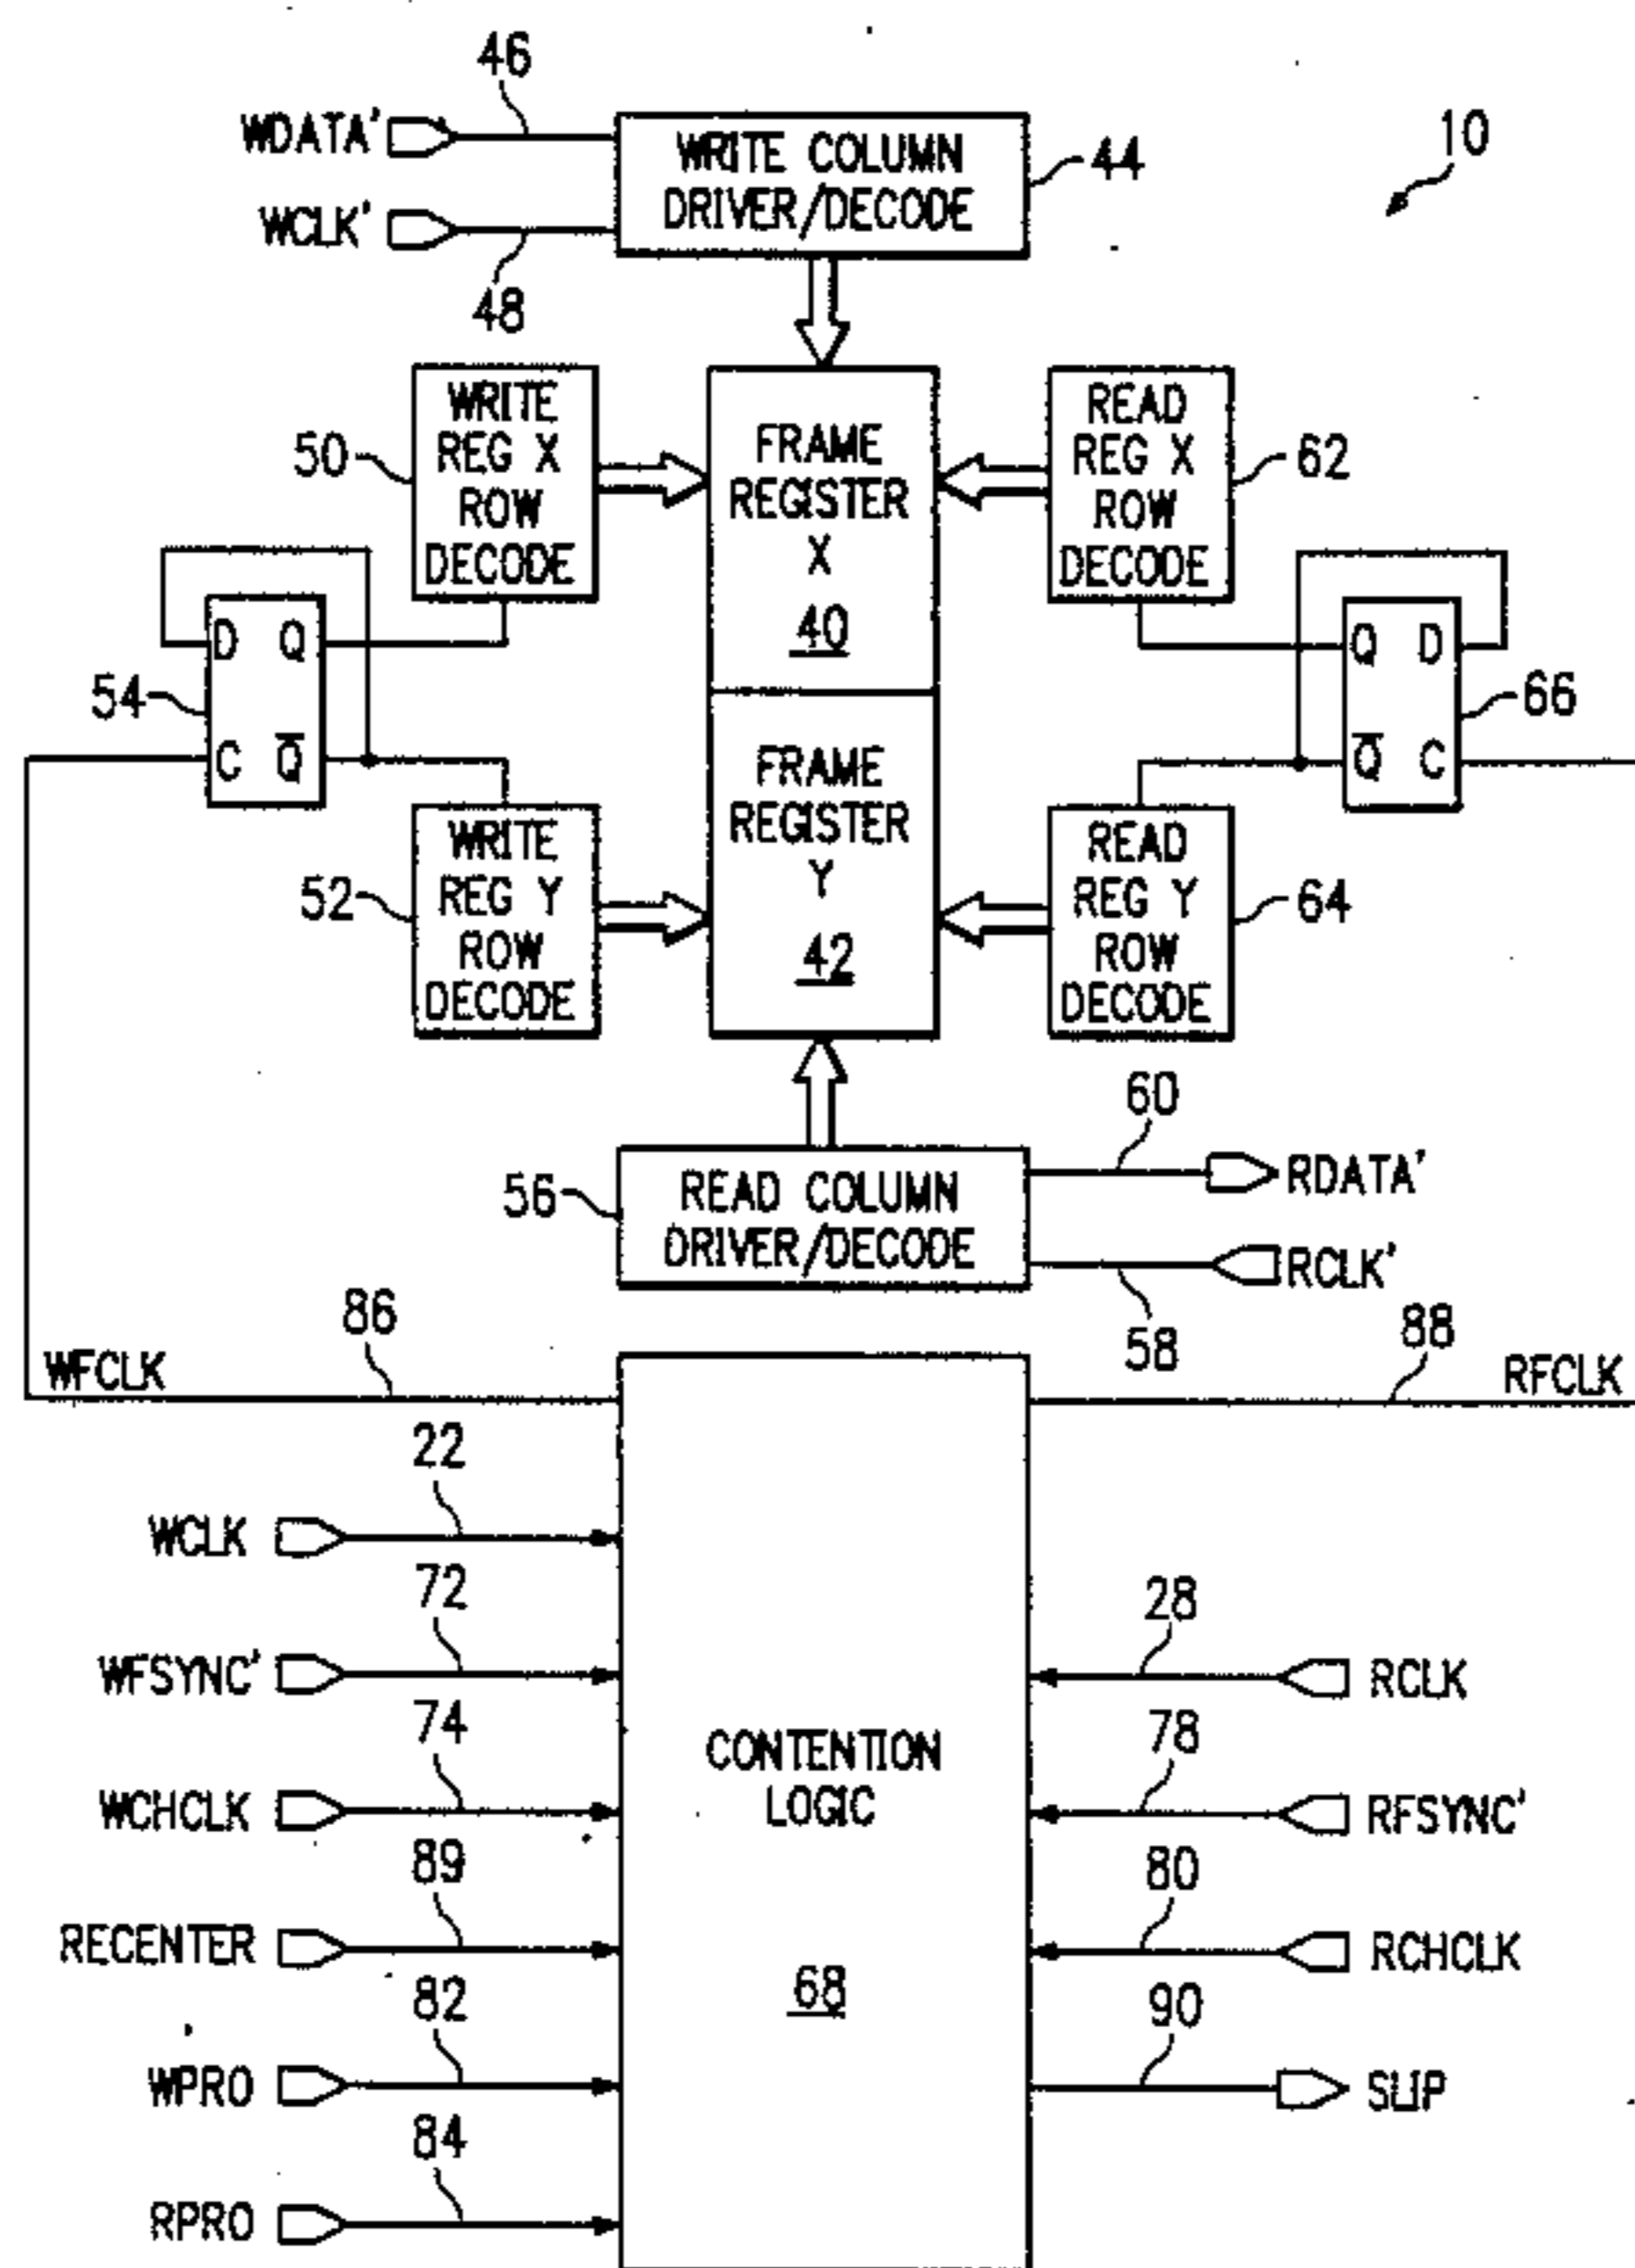 46
WDATA'
WRITE COLUMN
DRIVER/DECODE
44
10
WCLK'
48
WRITE
REG X
ROW
DECODE
50
FRAME
REGISTER
X
40
READ
REG X
ROW
DECODE
62
D Q
C Q̅
54
Q D
Q̅ C
66
FRAME
REGISTER
Y
42
WRITE
REG Y
ROW
DECODE
52
READ
REG Y
ROW
DECODE
64
60
RDATA'
56
READ COLUMN
DRIVER/DECODE
RCLK'
58
86
WFCLK
88
RFCLK
22
WCLK
72
WFSYNC'
28
RCLK
74
WCHCLK
CONTENTION
LOGIC
68
78
RFSYNC'
89
RECENTER
80
RCHCLK
82
WPRO
90
SLIP
84
RPRO